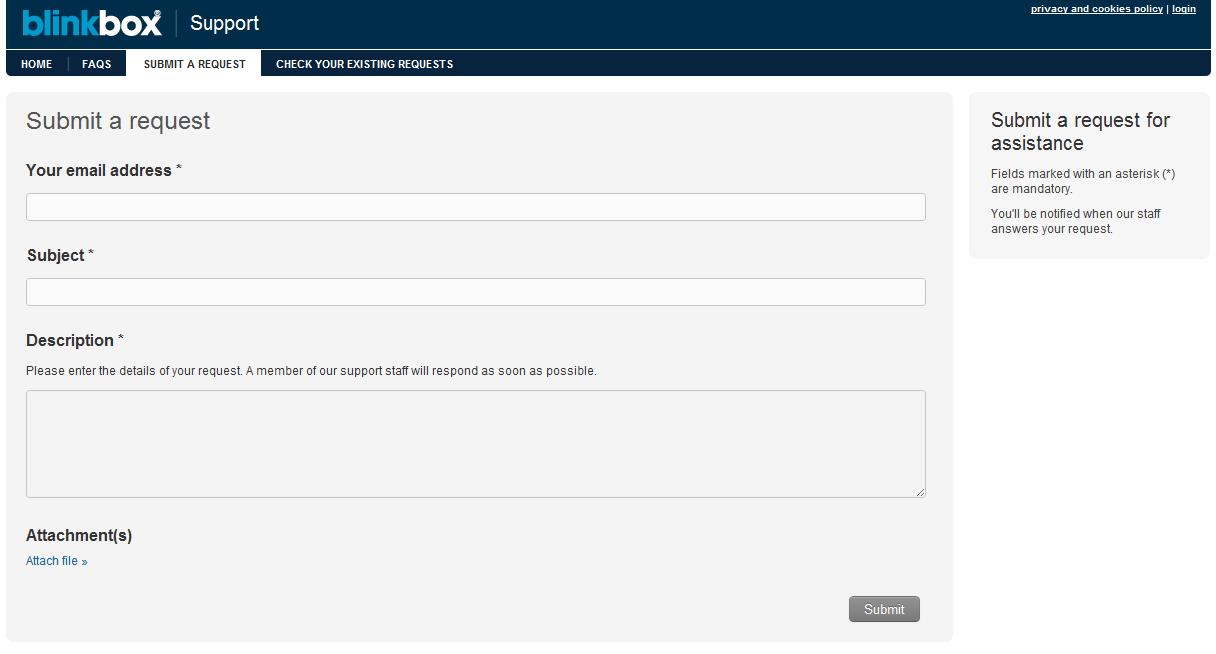 blinkbox® | Support
privacy and cookies policy | login
HOME | FAQS SUBMIT A REQUEST CHECK YOUR EXISTING REQUESTS
Submit a request
Your email address *
Subject *
Description *
Please enter the details of your request. A member of our support staff will respond as soon as possible.
Attachment(s)
Attach file »
Submit
Submit a request for
assistance
Fields marked with an asterisk (*)
are mandatory.
You'll be notified when our staff
answers your request.